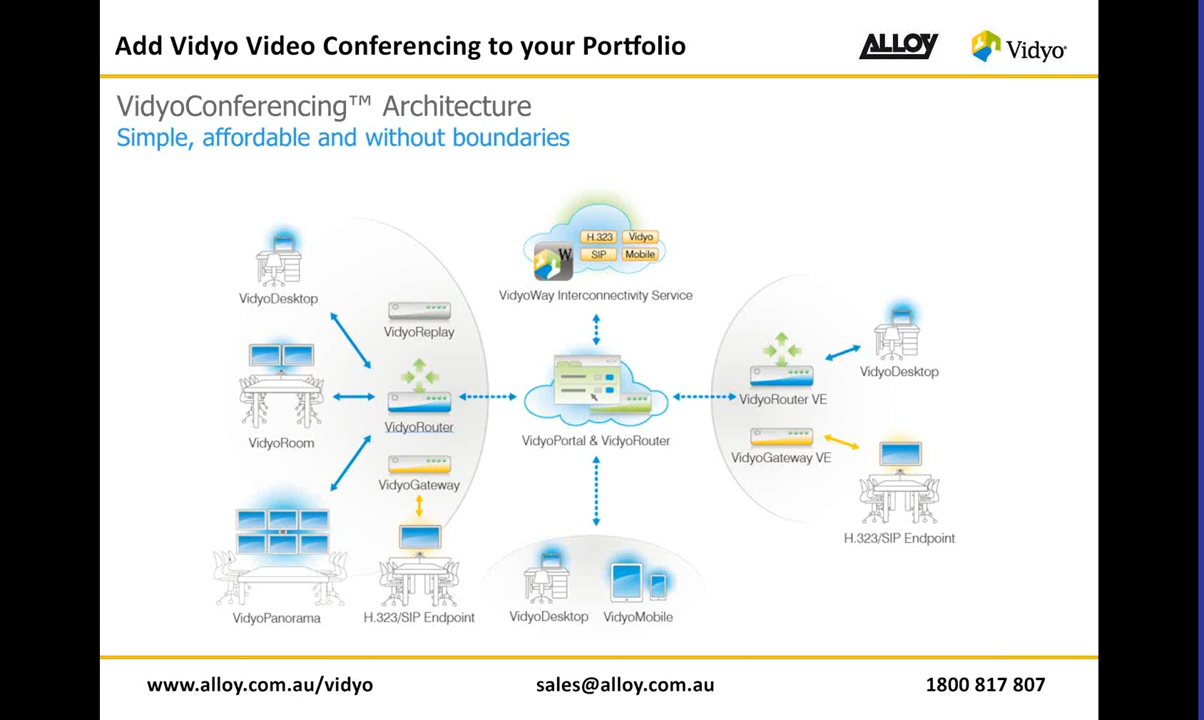 Add Vidyo Video Conferencing to your Portfolio
ALLOY
Vidyo
VidyoConferencing™ Architecture
Simple, affordable and without boundaries
H.323
Vidyo
SIP
Mobile
W
VidyoWay Interconnectivity Service
VidyoDesktop
VidyoReplay
VidyoRoom
VidyoRouter
VidyoGateway
VidyoPanorama
H.323/SIP Endpoint
VidyoPortal & VidyoRouter
VidyoDesktop
VidyoMobile
VidyoRouter VE
VidyoDesktop
VidyoGateway VE
H.323/SIP Endpoint
www.alloy.com.au/vidyo
sales@alloy.com.au
1800 817 807